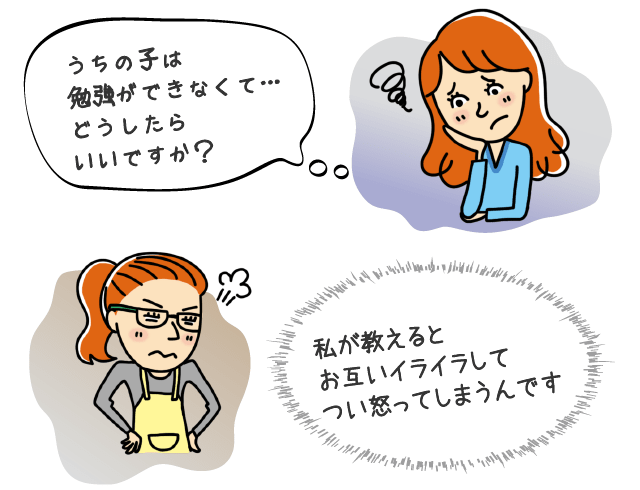 うちの子は
勉強ができなくて…
どうしたら
いいですか？
私が教えると
お互いイライラして
つい怒ってしまうんです